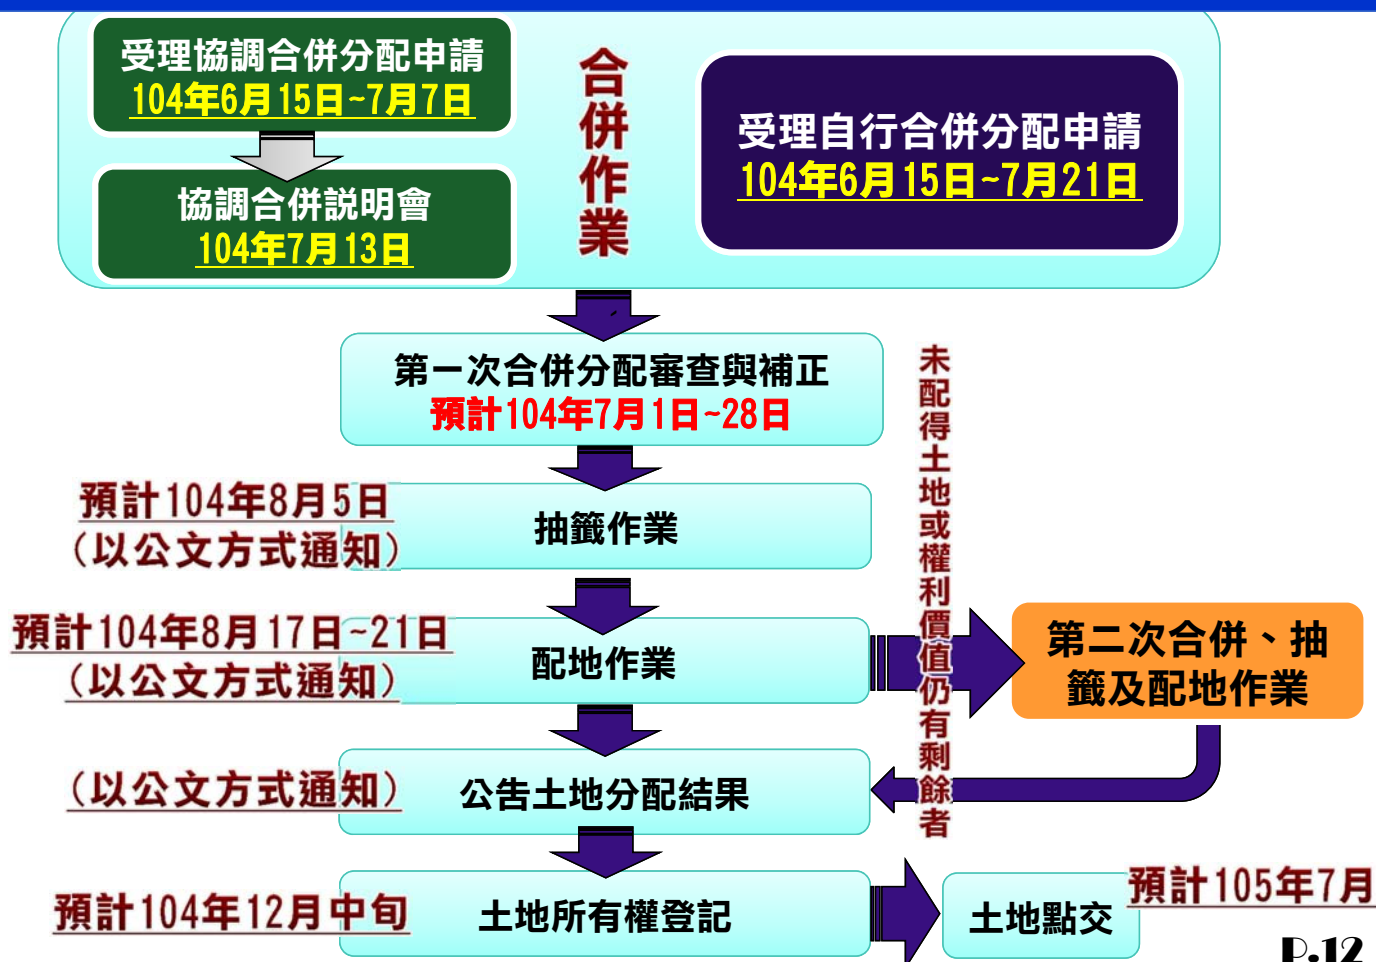 受理協調合併分配申請
104年6月15日~7月7日
協調合併說明會
104年7月13日
合併作業
受理自行合併分配申請
104年6月15日~7月21日
第一次合併分配審查與補正
預計104年7月1日~28日
預計104年8月5日
(以公文方式通知)
抽籤作業
預計104年8月17日~21日
(以公文方式通知)
配地作業
未配得土地或權利價值仍有剩餘者
第二次合併、抽
籤及配地作業
(以公文方式通知)
公告土地分配結果
預計104年12月中旬
土地所有權登記
土地點交
預計105年7月
P.12